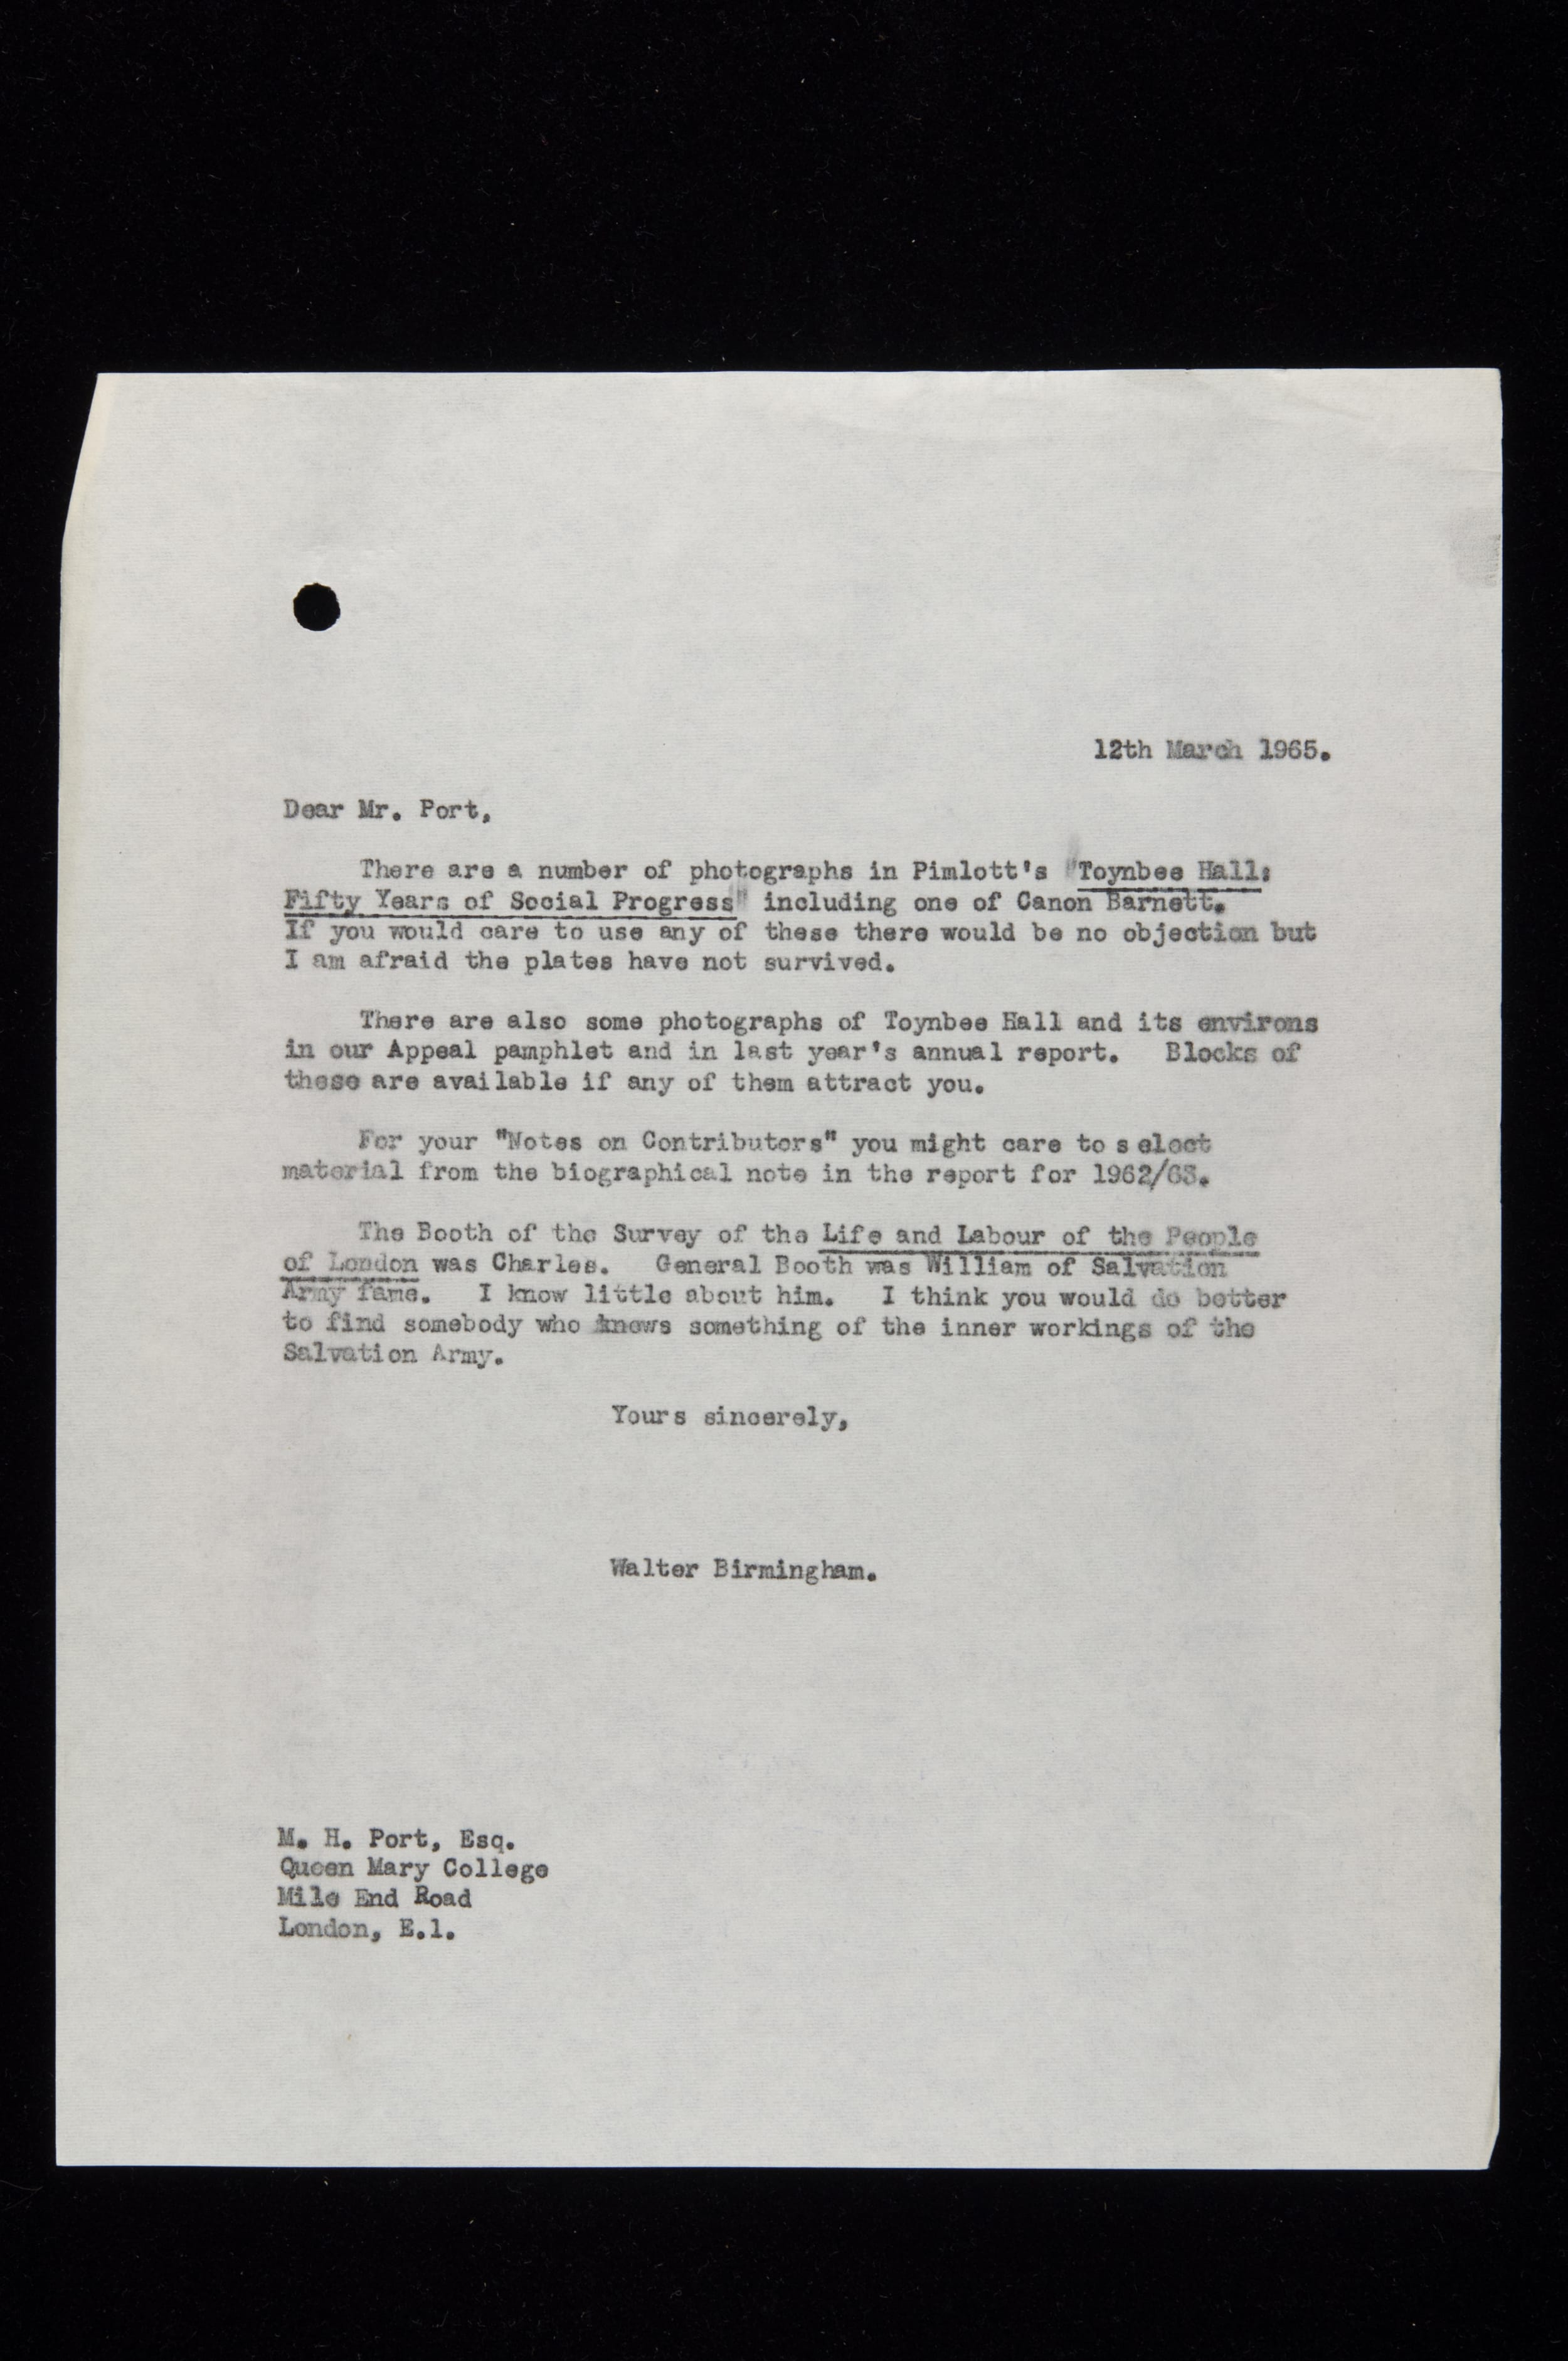 12th March 1965.
Dear Mr. Port,
There are a number of photographs in Pimlott's "Toynbee Hall:
Fifty Years of Social Progress" including one of Canon Barnett.
If you would care to use any of these there would be no objection but
I am afraid the plates have not survived.
There are also some photographs of Toynbee Hall and its environs
in our Appeal pamphlet and in last year's annual report. Blocks of
these are available if any of them attract you.
For your "Notes on Contributors" you might care to s elect
material from the biographical note in the report for 1962/63.
The Booth of the Survey of the Life and Labour of the People
of London was Charles. General Booth was William of Salvation
Army fame. I know little about him. I think you would do better
to find somebody who knows something of the inner workings of the
Salvation Army.
Yours sincerely,
Walter Birmingham.
M. H. Port, Esq.
Queen Mary College
Mile End Road
London, E.1.